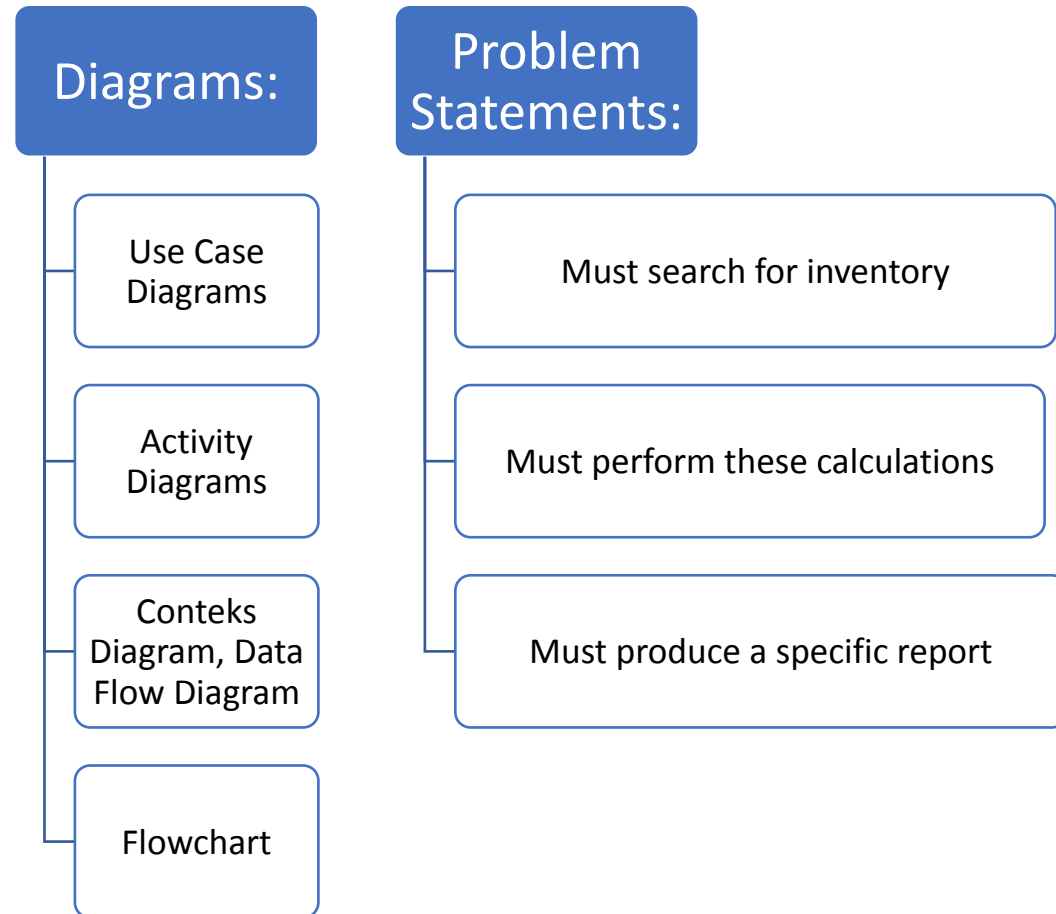 Diagrams:
Use Case
Diagrams
Activity
Diagrams
Conteks
Diagram, Data
Flow Diagram
Flowchart
Problem
Statements:
Must search for inventory
Must perform these calculations
Must produce a specific report